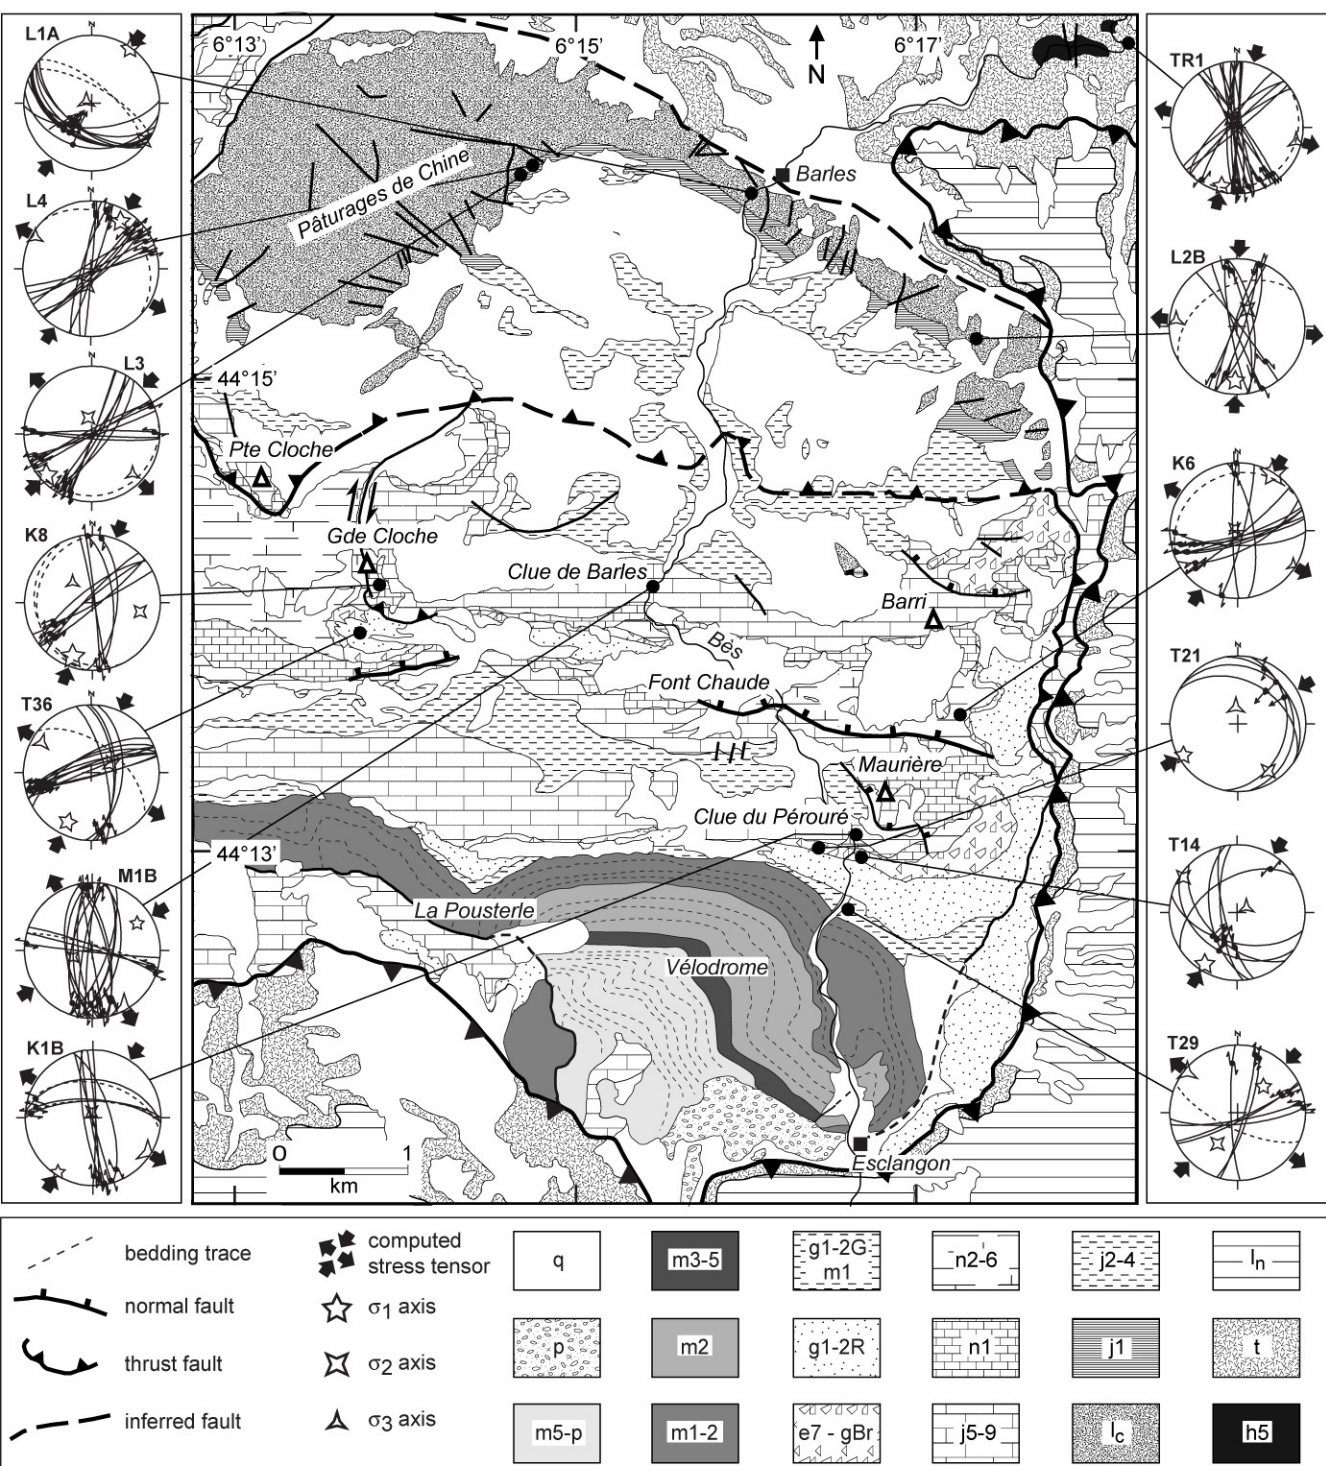 L1A
L4
L3
K8
T36
M1B
K1B
N
N
N
N
N
N
N
6°13'
6°15'
6°17'
N
Barles
Pâturages de Chine
44°15'
Pte Cloche
Gde Cloche
Clue de Barles
Barri
Bés
Font Chaude
Maurière
Clue du Pérouré
44°13'
La Pousterle
Vélodrome
Esclangon
0 1
km
TR1
L2B
K6
T21
T14
T29
N
N
N
N
N
N
bedding trace
normal fault
thrust fault
inferred fault
computed
stress tensor
σ1 axis
σ2 axis
σ3 axis
q
m3-5
g1-2G
m1
n2-6
j2-4
ln
p
m2
g1-2R
n1
j1
t
m5-p
m1-2
e7 - gBr
j5-9
lc
h5